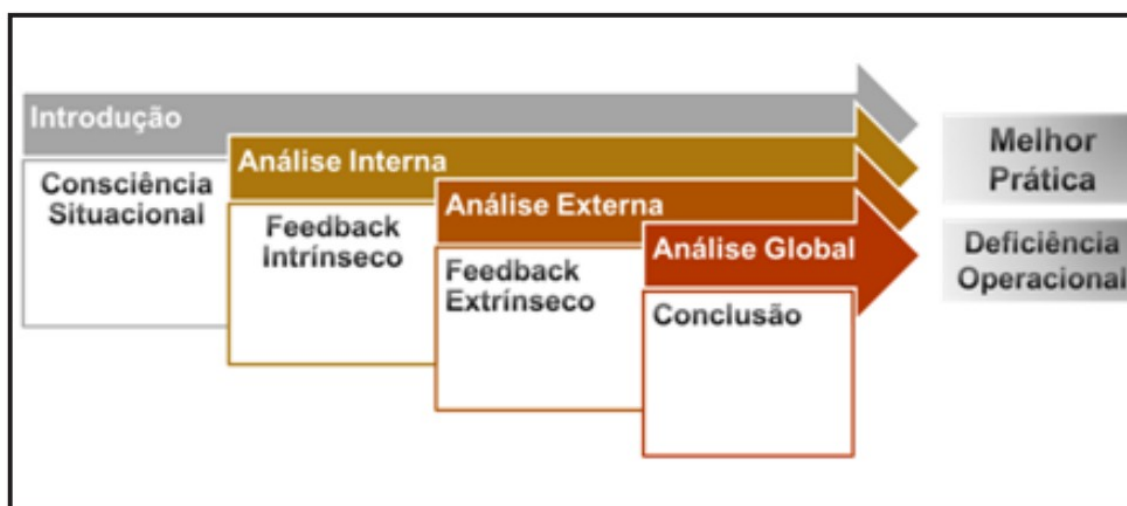 Introdução
Consciência
Situacional
Análise Interna
Feedback
Intrínseco
Análise Externa
Feedback
Extrínseco
Análise Global
Conclusão
Melhor
Prática
Deficiência
Operacional